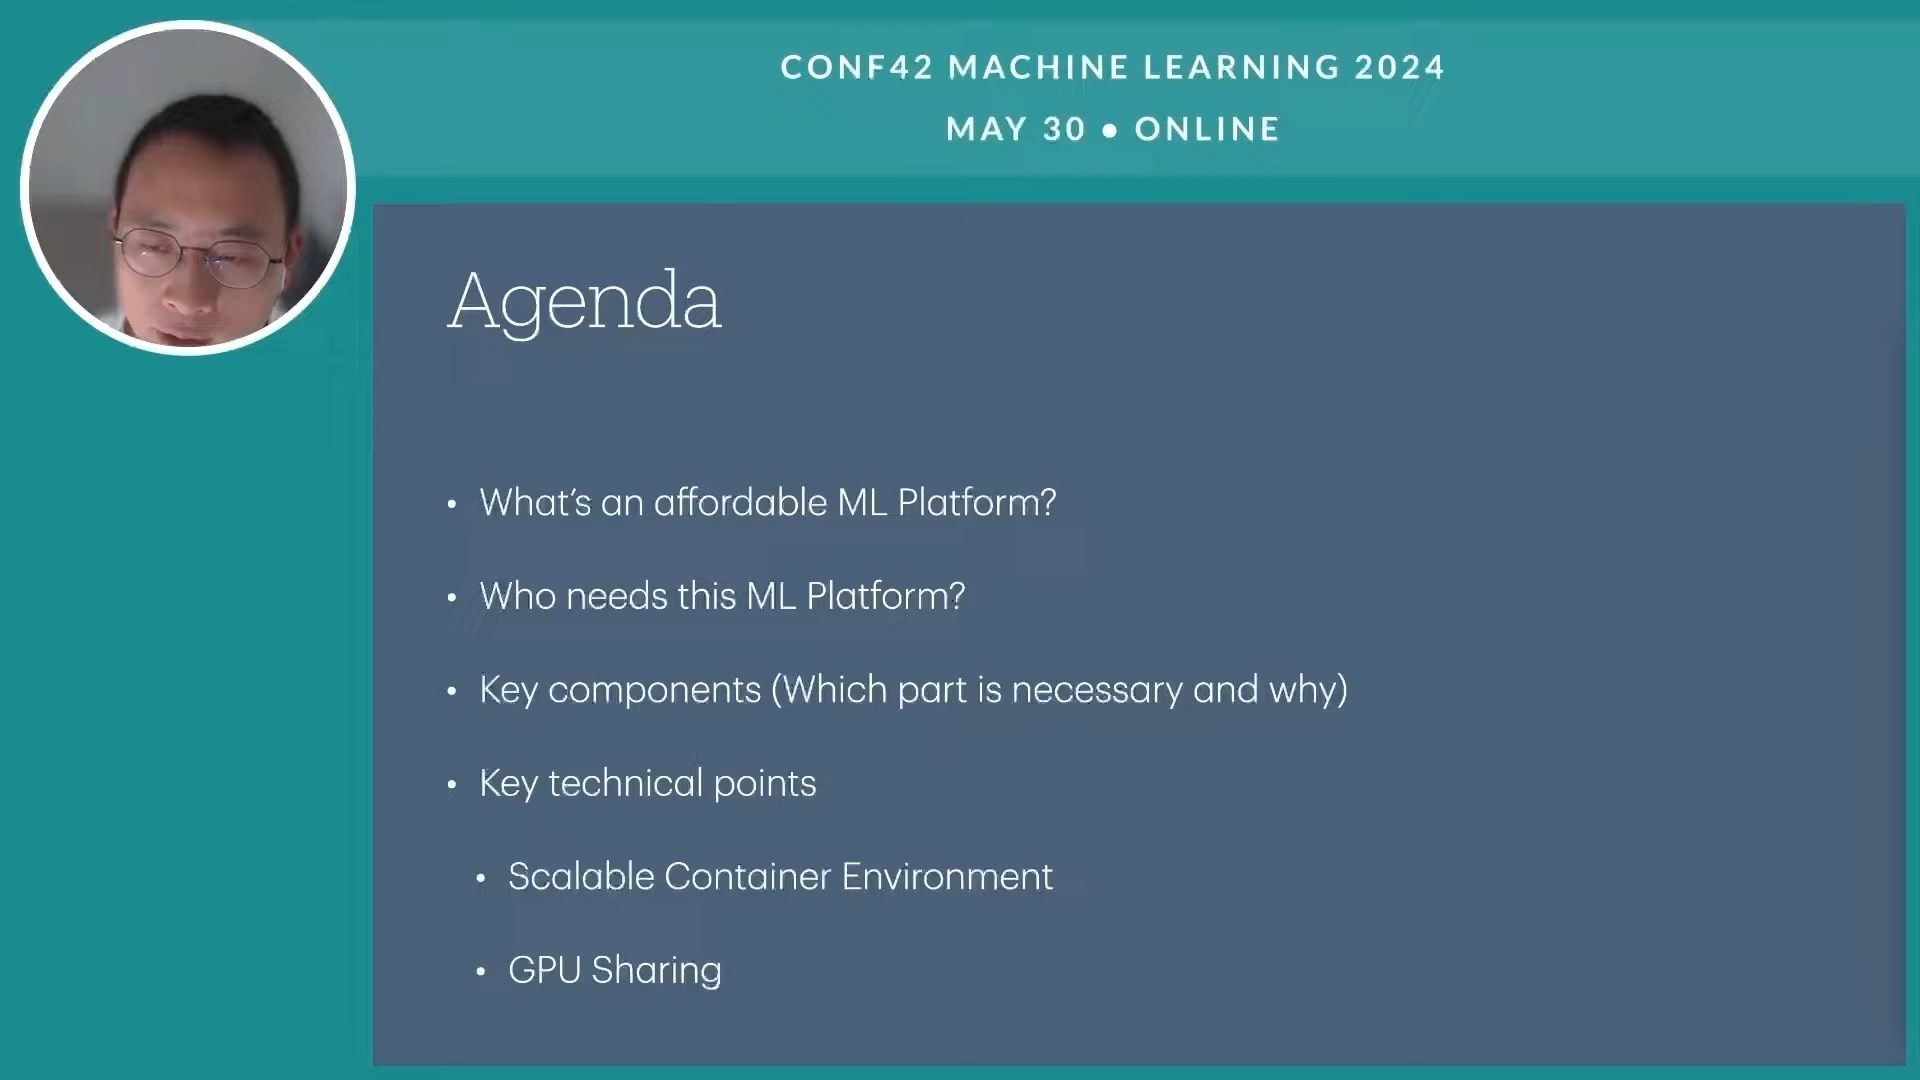 CONF42 MACHINE LEARNING 2024
MAY 30 • ONLINE
Agenda
• What's an affordable ML Platform?
• Who needs this ML Platform?
• Key components (Which part is necessary and why)
• Key technical points
• Scalable Container Environment
• GPU Sharing